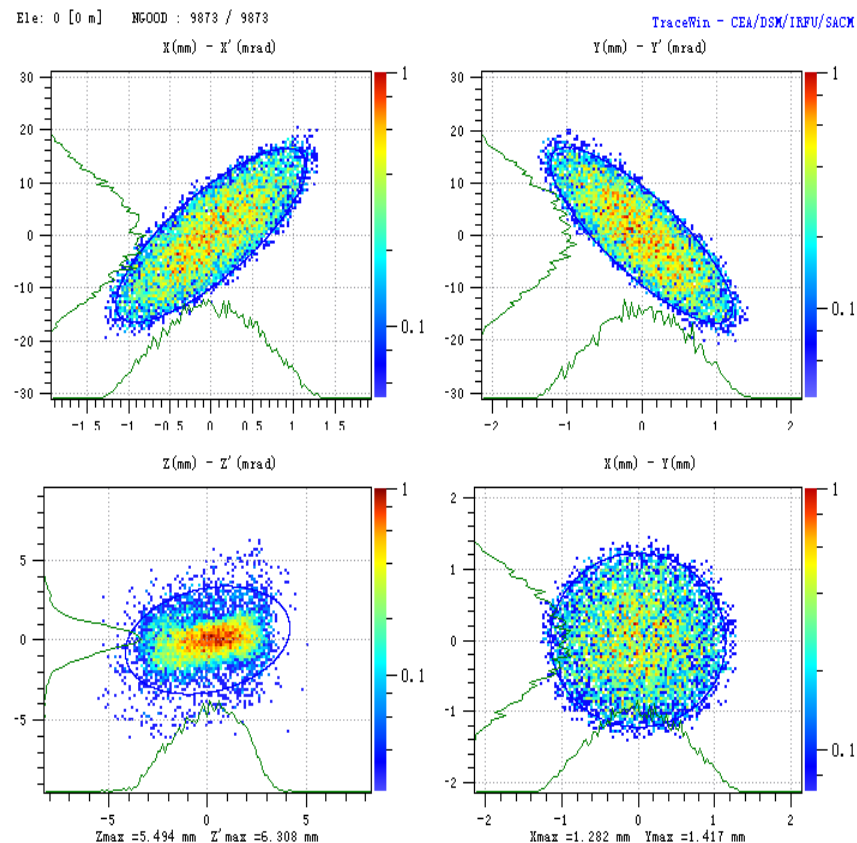 Ele: 0 [0 m] NGOOD : 9873 / 9873
TraceWin - CEA/DSM/IRFU/SACM
X(mm) - X'(mrad)
Y(mm) - Y'(mrad)
30
20
10
0
-10
-20
-30
-1 5 -1 -0.5 0 0.5 1 1 5
1
0.1
30
20
10
0
-10
-20
-30
-2 -1 0 1 2
1
0.1
Z(mm) - Z'(mrad)
X(mm) - Y(mm)
5
0
-5
-5 0 5
1
0.1
Zmax =5.494 mm Z'max =6.308 mm
2
1
0
-1
-2
-2 -1 0 1 2
1
0.1
Xmax=1.282 mm Ymax=1.417 mm